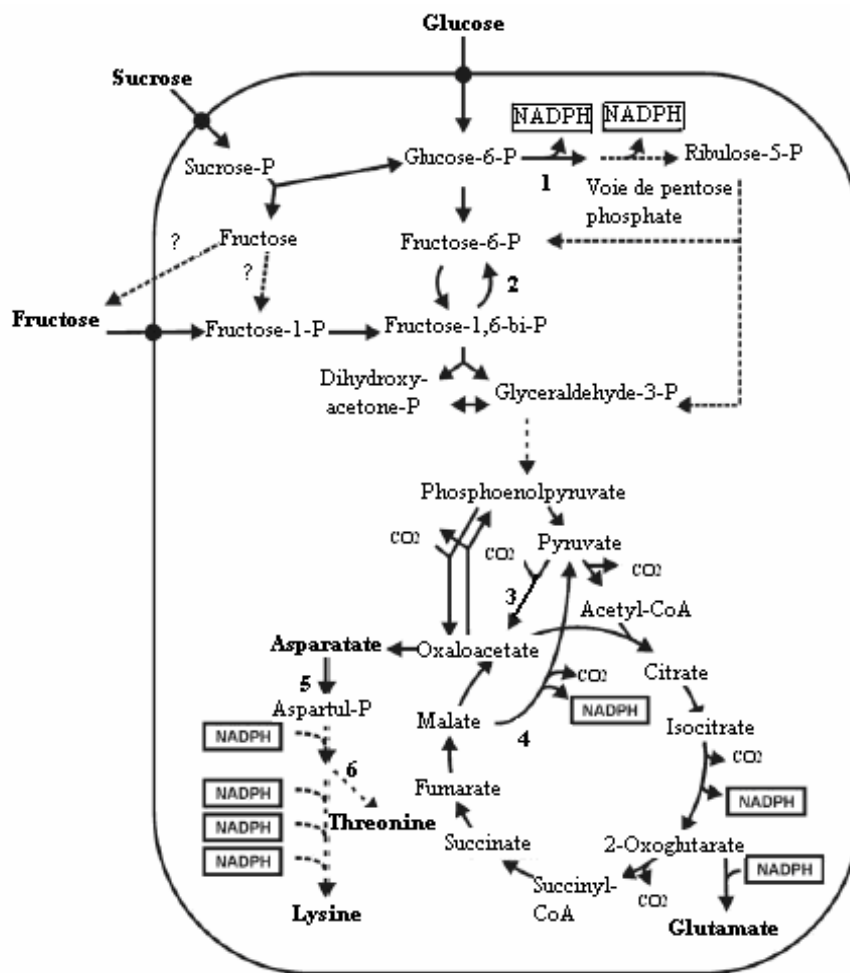 Glucose
Sucrose
NADPH NADPH
Sucrose-P
Glucose-6-P
Ribulose-5-P
1
Voie de pentose
phosphate
?
Fructose
Fructose-6-P
?
2
Fructose
Fructose-1-P
Fructose-1,6-bi-P
Dihydroxy-
acetone-P
Glyceraldehyde-3-P
Phosphoenolpyruvate
CO2
CO2
Pyruvate
CO2
3
Acetyl-CoA
Asparatate
Oxaloacetate
Citrate
5
CO2
Aspartul-P
Malate
NADPH
Isocitrate
NADPH
4
CO2
6
Fumarate
NADPH
NADPH
Threonine
NADPH
Succinate
2-Oxoglutarate
NADPH
NADPH
Succinyl-
CoA
CO2
Lysine
Glutamate